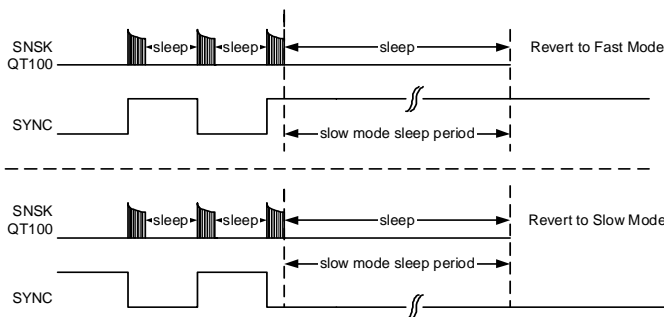 SNSK
QT100
sleep sleep sleep Revert to Fast Mode
SYNC
slow mode sleep period
SNSK
QT100
sleep sleep sleep Revert to Slow Mode
slow mode sleep period
SYNC